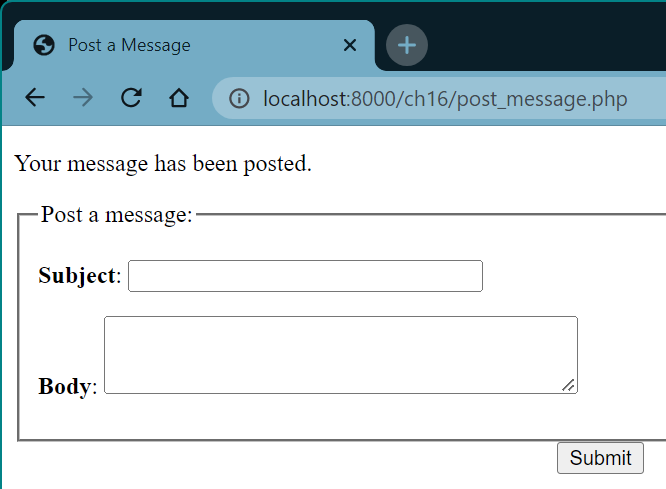 Post a Message
localhost:8000/ch16/post_message.php
Your message has been posted.
Post a message:
Subject:
Body:
Submit